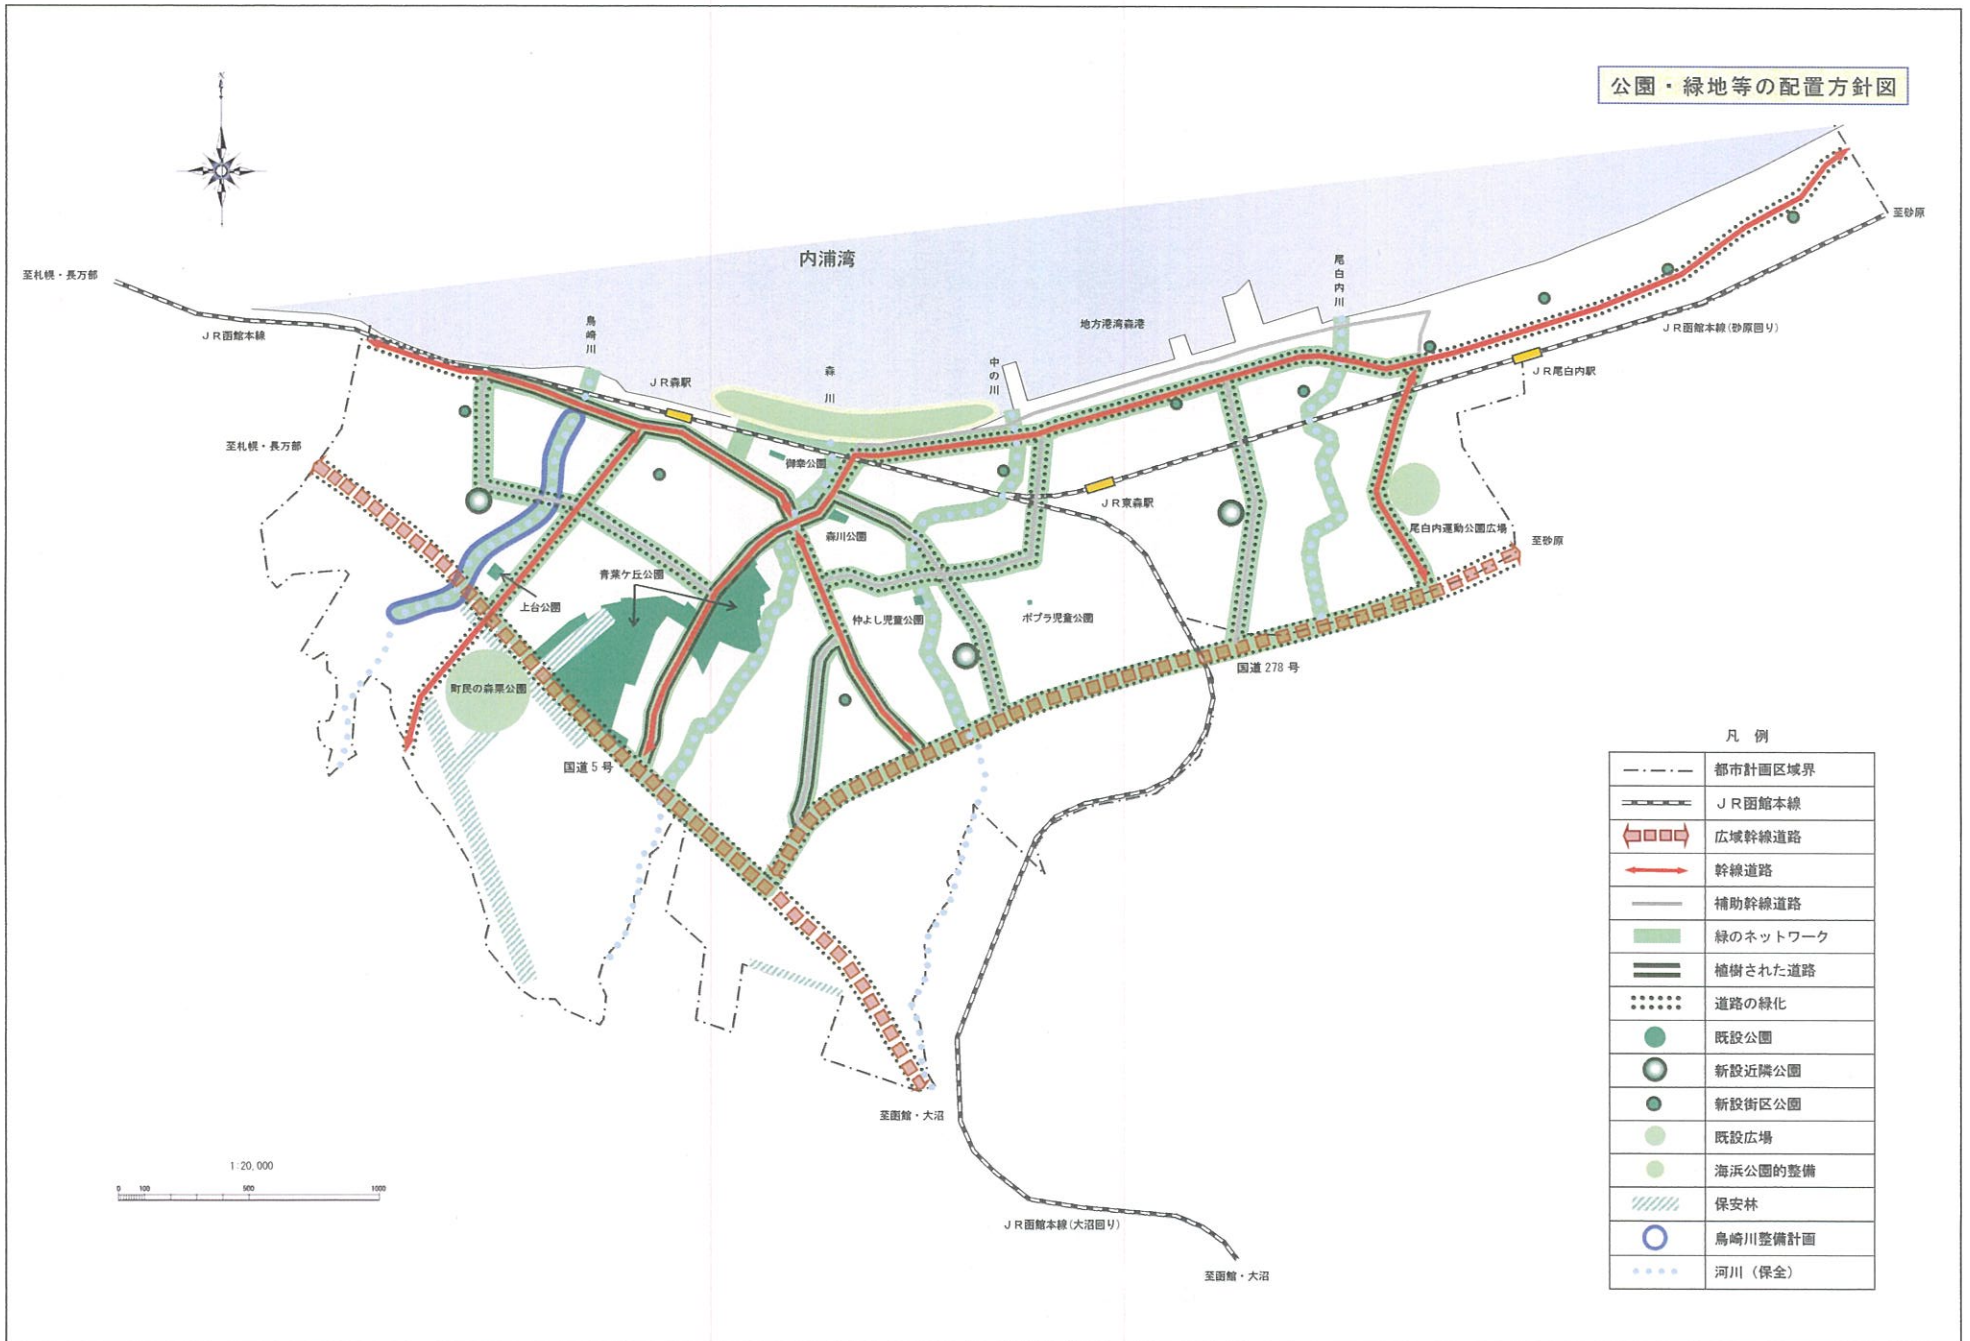 公園・緑地等の配置方針図
N
内浦湾
至砂原
至札幌・長万部
JR函館本線
鳥崎川
JR森駅
森川
中の川
地方港湾森港
尾白内川
JR函館本線(砂原回り)
JR尾白内駅
至札幌・長万部
御幸公園
JR東森駅
森川公園
尾白内運動公園広場
至砂原
青葉ケ丘公園
上台公園
仲よし児童公園
ポプラ児童公園
国道278号
町民の森栗公園
国道5号
至函館・大沼
JR函館本線(大沼回り)
至函館・大沼
1:20,000
0 100 500 1000
凡例
都市計画区域界
JR函館本線
広域幹線道路
幹線道路
補助幹線道路
緑のネットワーク
植樹された道路
道路の緑化
既設公園
新設近隣公園
新設街区公園
既設広場
海浜公園的整備
保安林
鳥崎川整備計画
河川(保全)